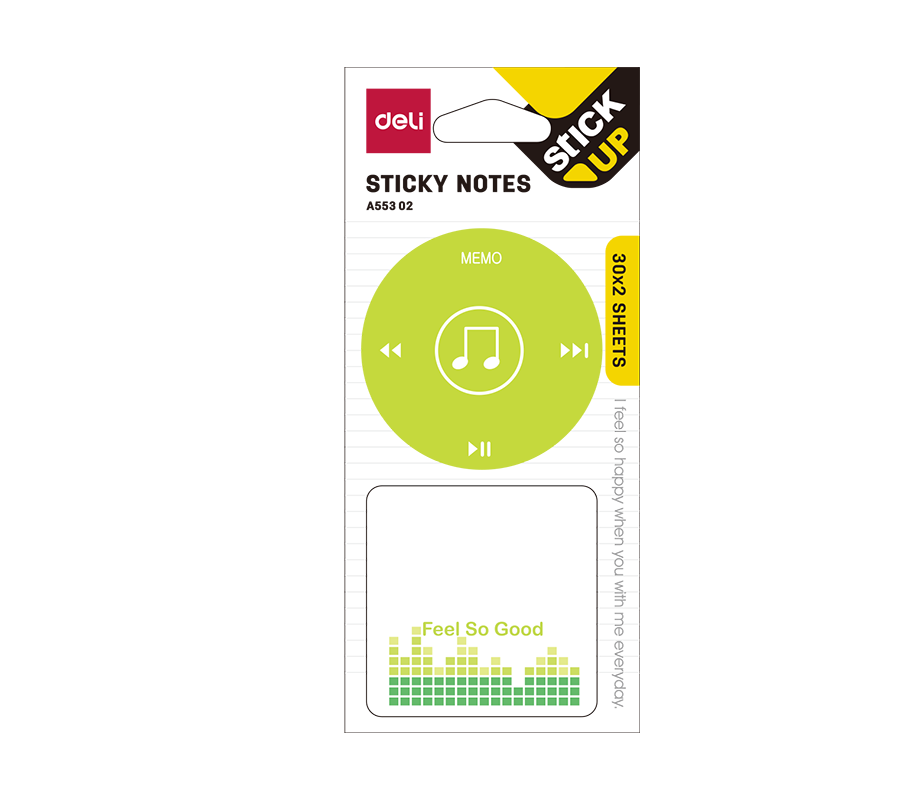 deli
STICK
UP
STICKY NOTES
A553 02
MEMO
30x2 SHEETS
I feel so happy when you with me everyday.
Feel So Good